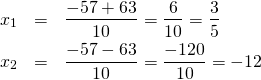 x₁ = (-57 + 63)/10 = 6/10 = 3/5
x₂ = (-57 - 63)/10 = -120/10 = -12